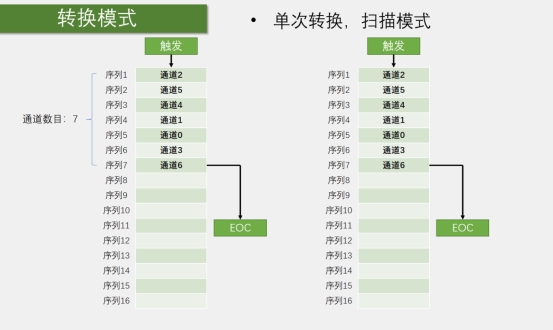 转换模式
• 单次转换，扫描模式
触发
触发
通道数目：7
序列1 通道2
序列2 通道5
序列3 通道4
序列4 通道1
序列5 通道0
序列6 通道3
序列7 通道6
序列8
序列9
序列10
序列11
序列12
序列13
序列14
序列15
序列16
EOC
序列1 通道2
序列2 通道5
序列3 通道4
序列4 通道1
序列5 通道0
序列6 通道3
序列7 通道6
序列8
序列9
序列10
序列11
序列12
序列13
序列14
序列15
序列16
EOC